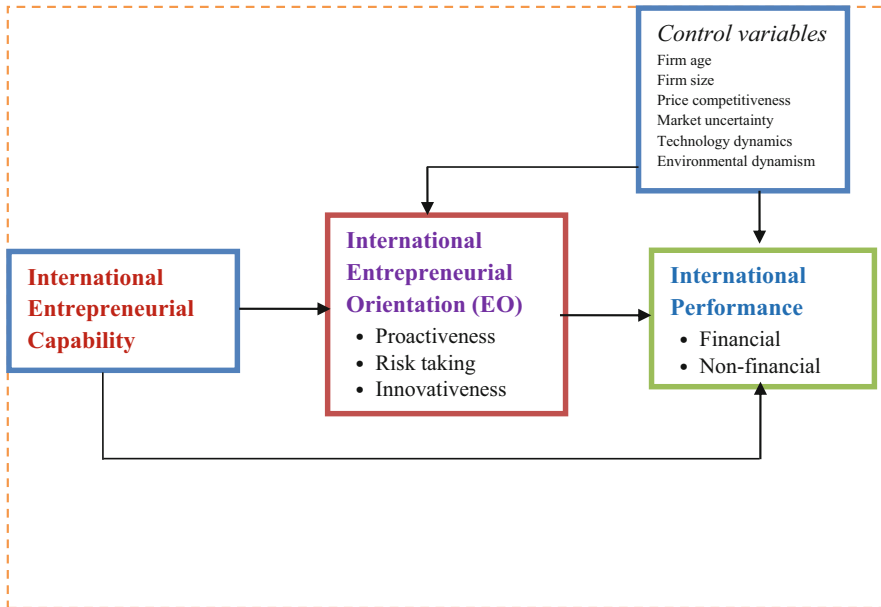 Control variables
Firm age
Firm size
Price competitiveness
Market uncertainty
Technology dynamics
Environmental dynamism
International
Entrepreneurial
Capability
International
Entrepreneurial
Orientation (EO)
• Proactiveness
• Risk taking
• Innovativeness
International
Performance
• Financial
• Non-financial